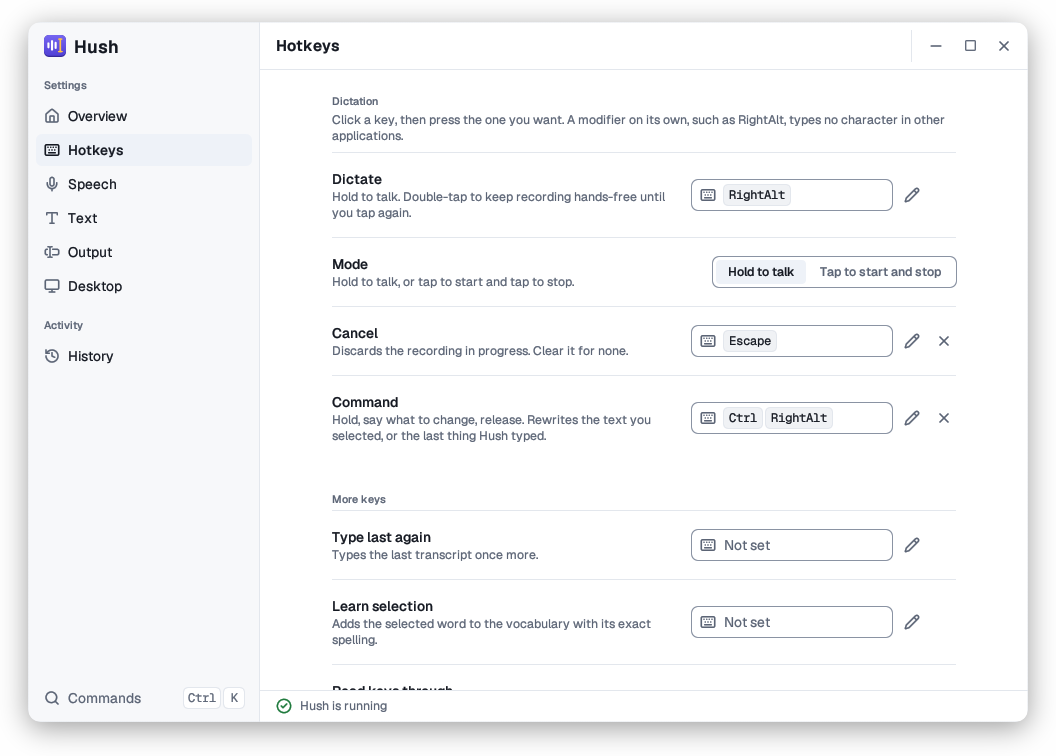 Hush
Hotkeys
Settings
Overview
Hotkeys
Speech
Text
Output
Desktop
Activity
History
Commands
Ctrl K
Dictation
Click a key, then press the one you want. A modifier on its own, such as RightAlt, types no character in other
applications.
Dictate
Hold to talk. Double-tap to keep recording hands-free until
you tap again.
RightAlt
Mode
Hold to talk, or tap to start and tap to stop.
Hold to talk
Tap to start and stop
Cancel
Discards the recording in progress. Clear it for none.
Escape
Command
Hold, say what to change, release. Rewrites the text you
selected, or the last thing Hush typed.
Ctrl RightAlt
More keys
Type last again
Types the last transcript once more.
Not set
Learn selection
Adds the selected word to the vocabulary with its exact
spelling.
Not set
Read keys through
Hush is running